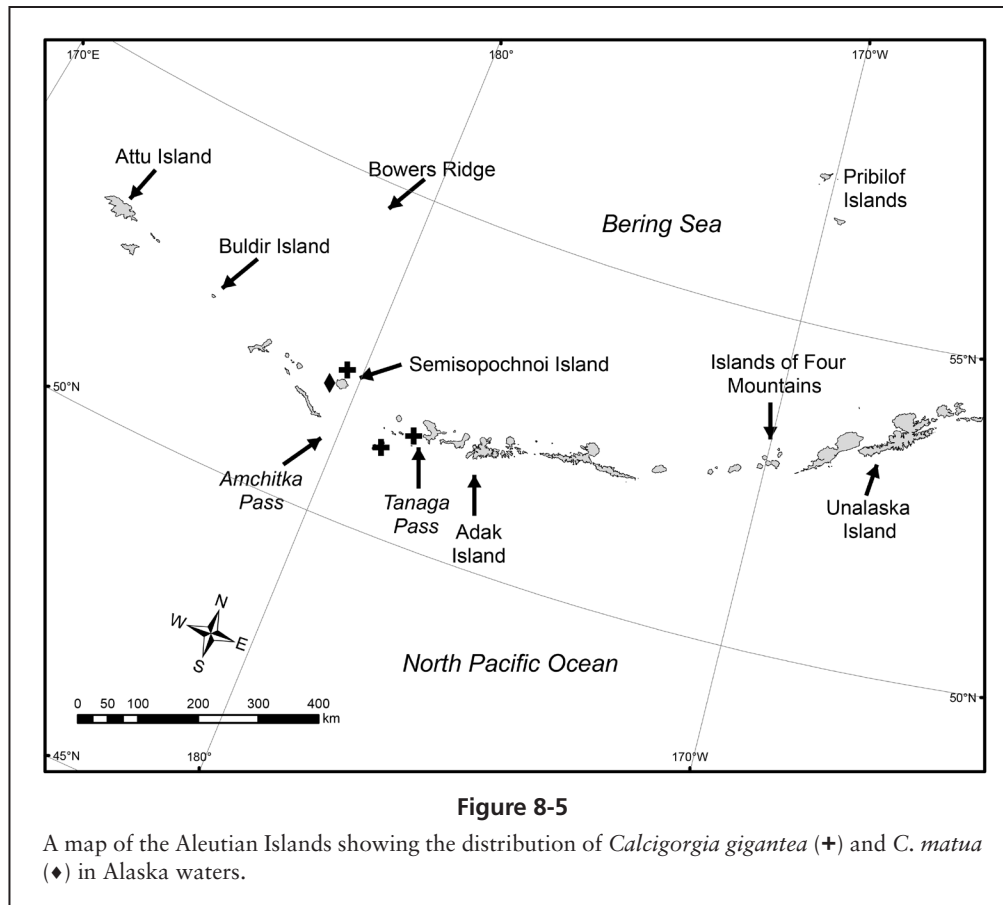 170°E
180°
170°W
Attu Island
Bowers Ridge
Pribilof
Islands
Bering Sea
Buldir Island
55°N
Semisopochnoi Island
Islands of Four
Mountains
50°N
Amchitka
Pass
Tanaga
Pass
Adak
Island
Unalaska
Island
N
W
E
S
North Pacific Ocean
50°N
0 50 100 200 300 400
km
45°N
180°
170°W
Figure 8-5
A map of the Aleutian Islands showing the distribution of Calcigorgia gigantea (+) and C. matua
(♦) in Alaska waters.